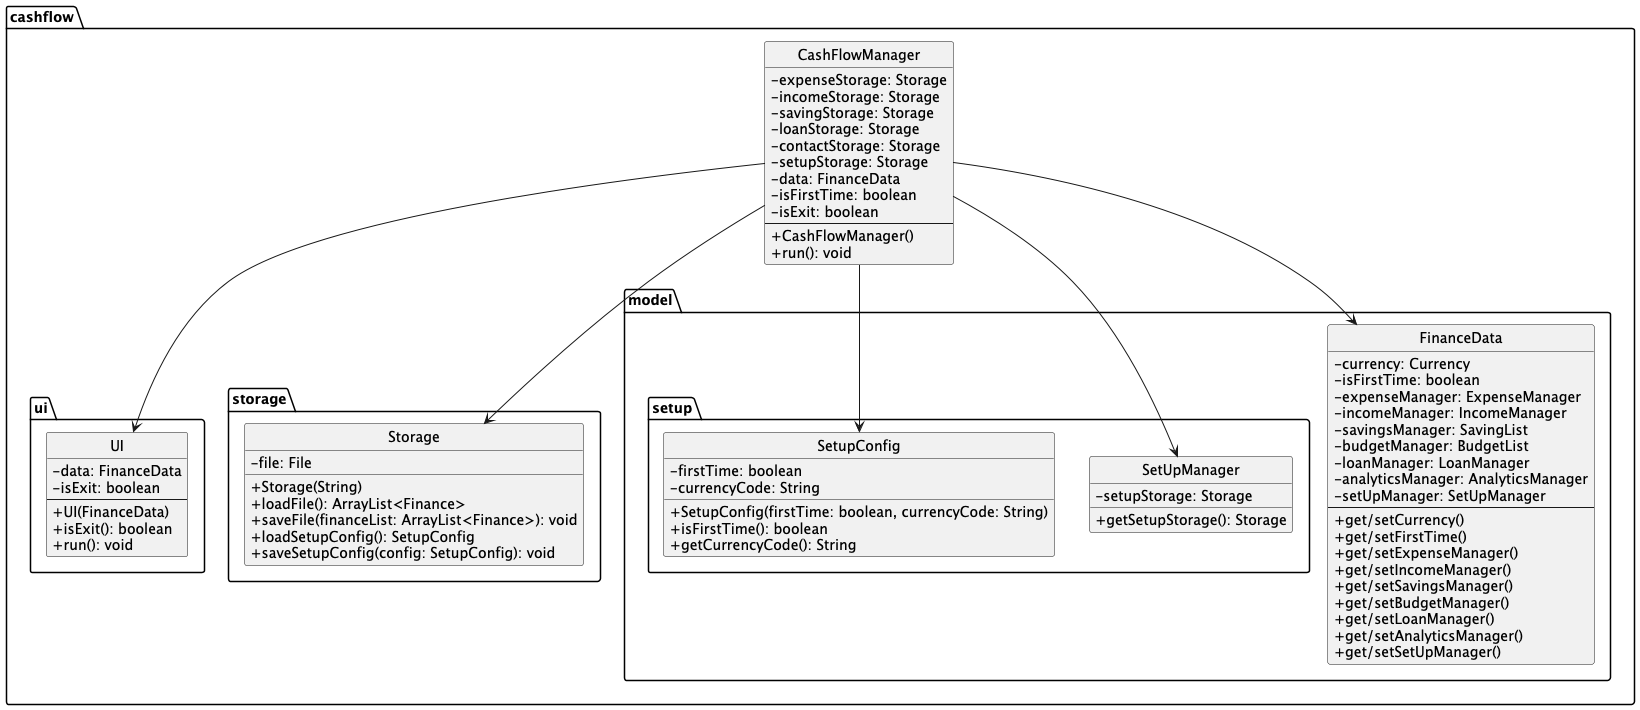 cashflow
CashFlowManager
-expenseStorage: Storage
-incomeStorage: Storage
-savingStorage: Storage
-loanStorage: Storage
-contactStorage: Storage
-setupStorage: Storage
-data: FinanceData
-isFirstTime: boolean
-isExit: boolean
+CashFlowManager()
+run(): void
ui
UI
-data: FinanceData
-isExit: boolean
+UI(FinanceData)
+isExit(): boolean
+run(): void
storage
Storage
-file: File
+Storage(String)
+loadFile(): ArrayList<Finance>
+saveFile(financeList: ArrayList<Finance>): void
+loadSetupConfig(): SetupConfig
+saveSetupConfig(config: SetupConfig): void
model
setup
SetupConfig
-firstTime: boolean
-currencyCode: String
+SetupConfig(firstTime: boolean, currencyCode: String)
+isFirstTime(): boolean
+getCurrencyCode(): String
SetUpManager
-setupStorage: Storage
+getSetupStorage(): Storage
FinanceData
-currency: Currency
-isFirstTime: boolean
-expenseManager: ExpenseManager
-incomeManager: IncomeManager
-savingsManager: SavingList
-budgetManager: BudgetList
-loanManager: LoanManager
-analyticsManager: AnalyticsManager
-setUpManager: SetUpManager
+get/setCurrency()
+get/setFirstTime()
+get/setExpenseManager()
+get/setIncomeManager()
+get/setSavingsManager()
+get/setBudgetManager()
+get/setLoanManager()
+get/setAnalyticsManager()
+get/setSetUpManager()